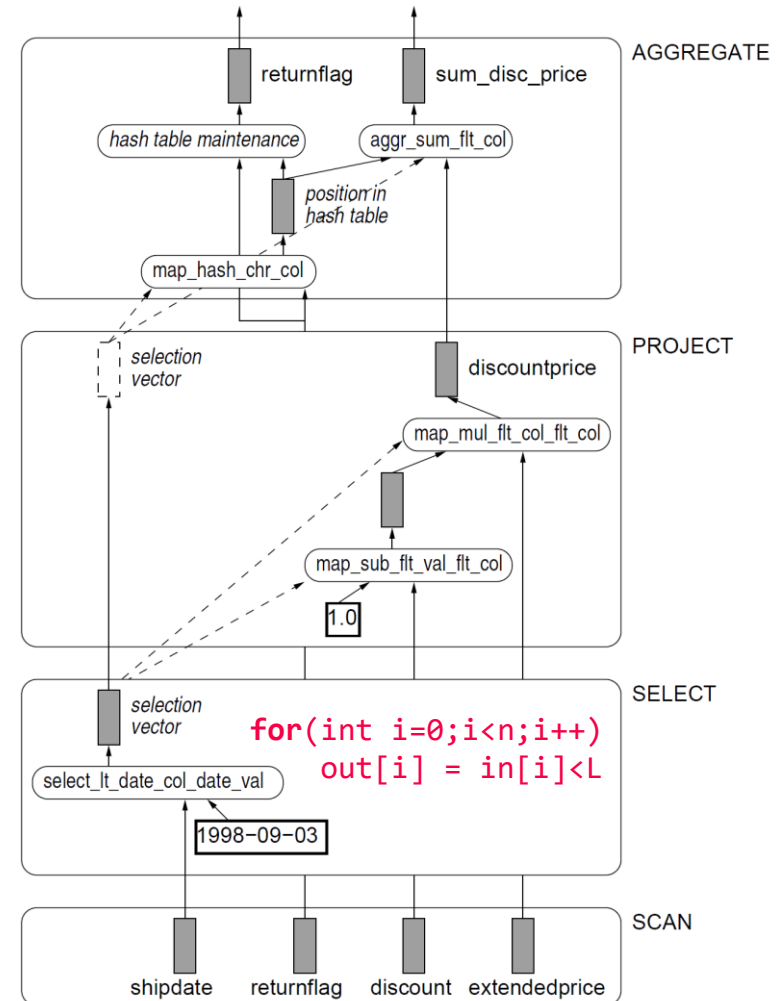 AGGREGATE
returnflag
sum_disc_price
hash table maintenance
aggr_sum_flt_col
position in
hash table
map_hash_chr_col
PROJECT
selection
vector
discountprice
map_mul_flt_col_flt_col
map_sub_flt_val_flt_col
1.0
SELECT
selection
vector
for(int i=0;i<n;i++)
out[i] = in[i]<L
select_lt_date_col_date_val
1998−09−03
SCAN
shipdate
returnflag
discount
extendedprice